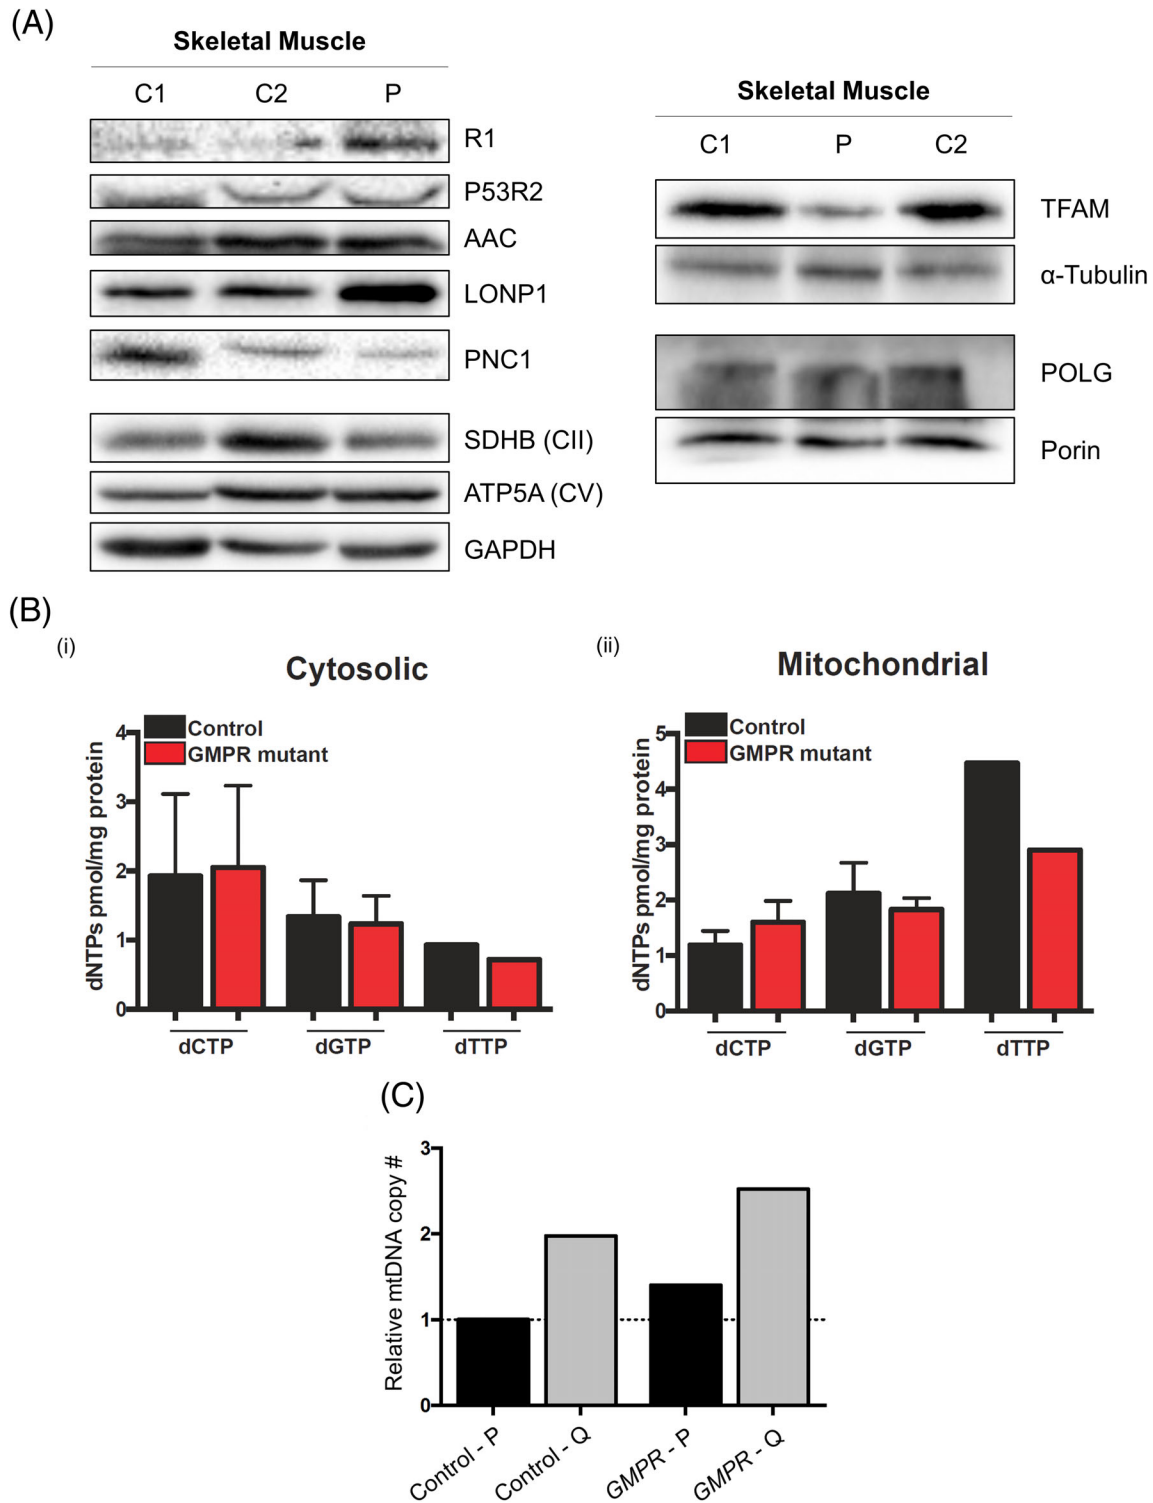 (A)
Skeletal Muscle
C1 C2 P
R1
P53R2
AAC
LONP1
PNC1
SDHB (CII)
ATP5A (CV)
GAPDH
Skeletal Muscle
C1 P C2
TFAM
α-Tubulin
POLG
Porin
(B)
(i)
Cytosolic
Control
GMPR mutant
dNTPs pmol/mg protein
4
3
2
1
0
dCTP dGTP dTTP
(ii)
Mitochondrial
Control
GMPR mutant
dNTPs pmol/mg protein
5
4
3
2
1
0
dCTP dGTP dTTP
(C)
Relative mtDNA copy #
3
2
1
0
Control - P
Control - Q
GMPR - P
GMPR - Q